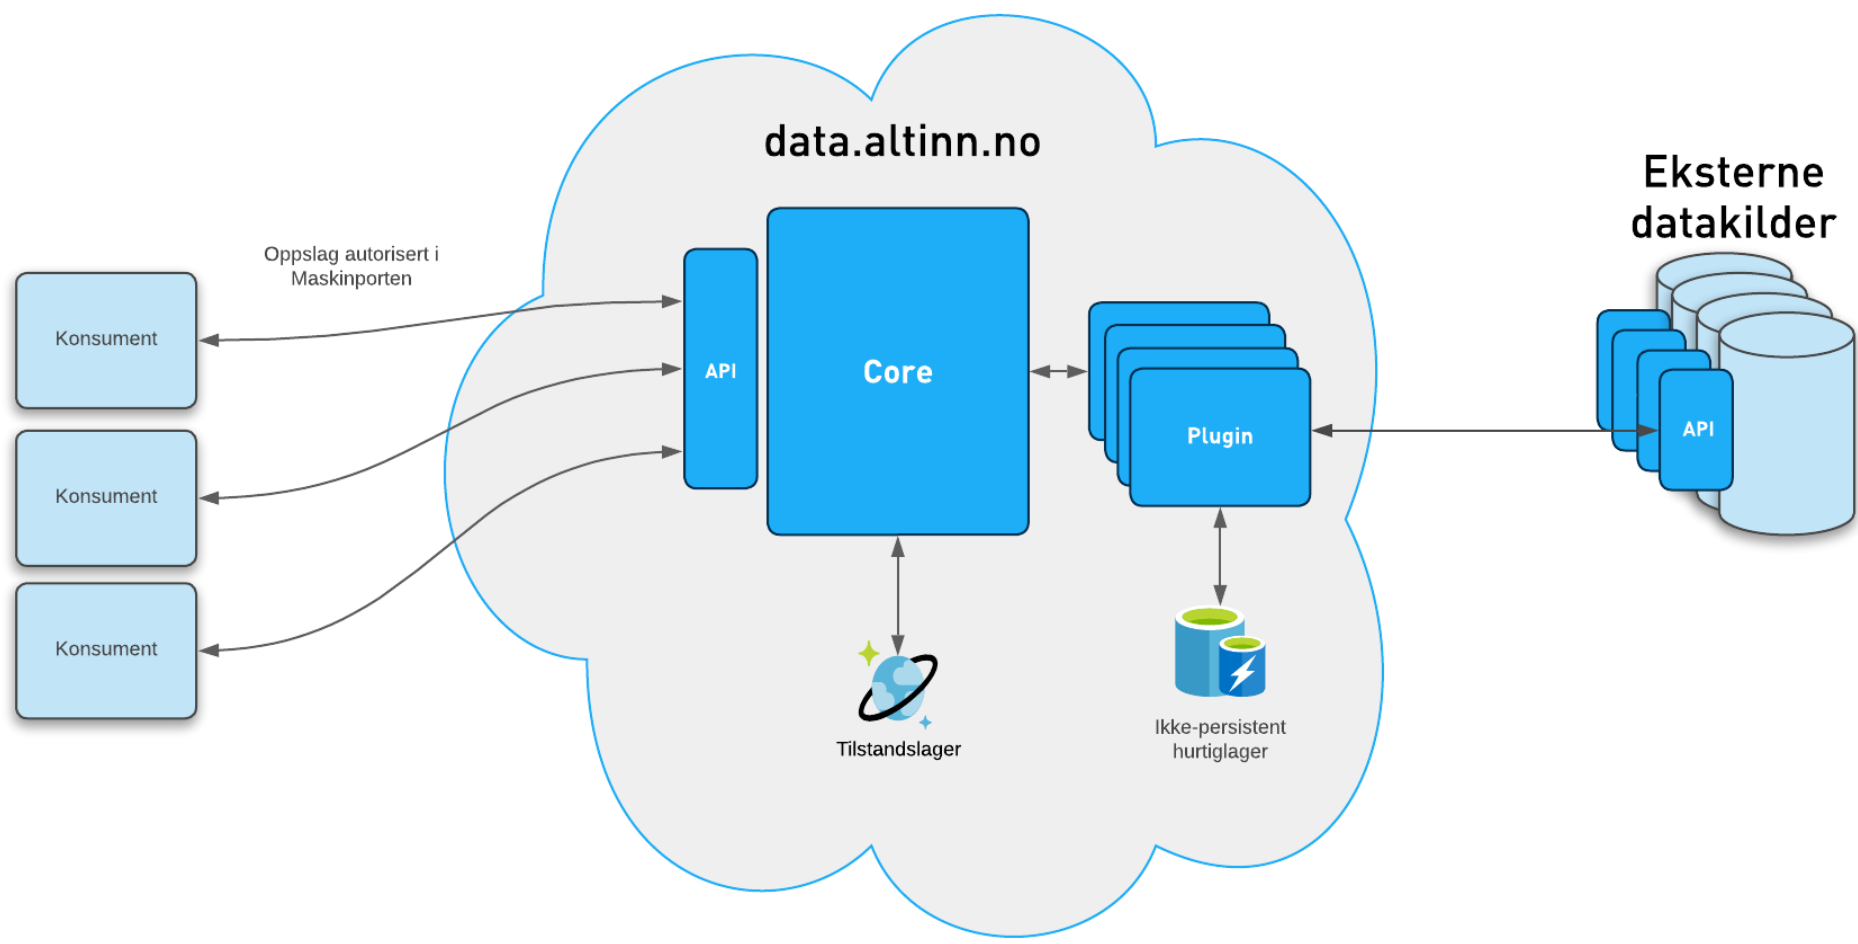 data.altinn.no
Eksterne
datakilder
Oppslag autorisert i
Maskinporten
Konsument
Konsument
Konsument
API
Core
Plugin
API
Tilstandslager
Ikke-persistent
hurtiglager